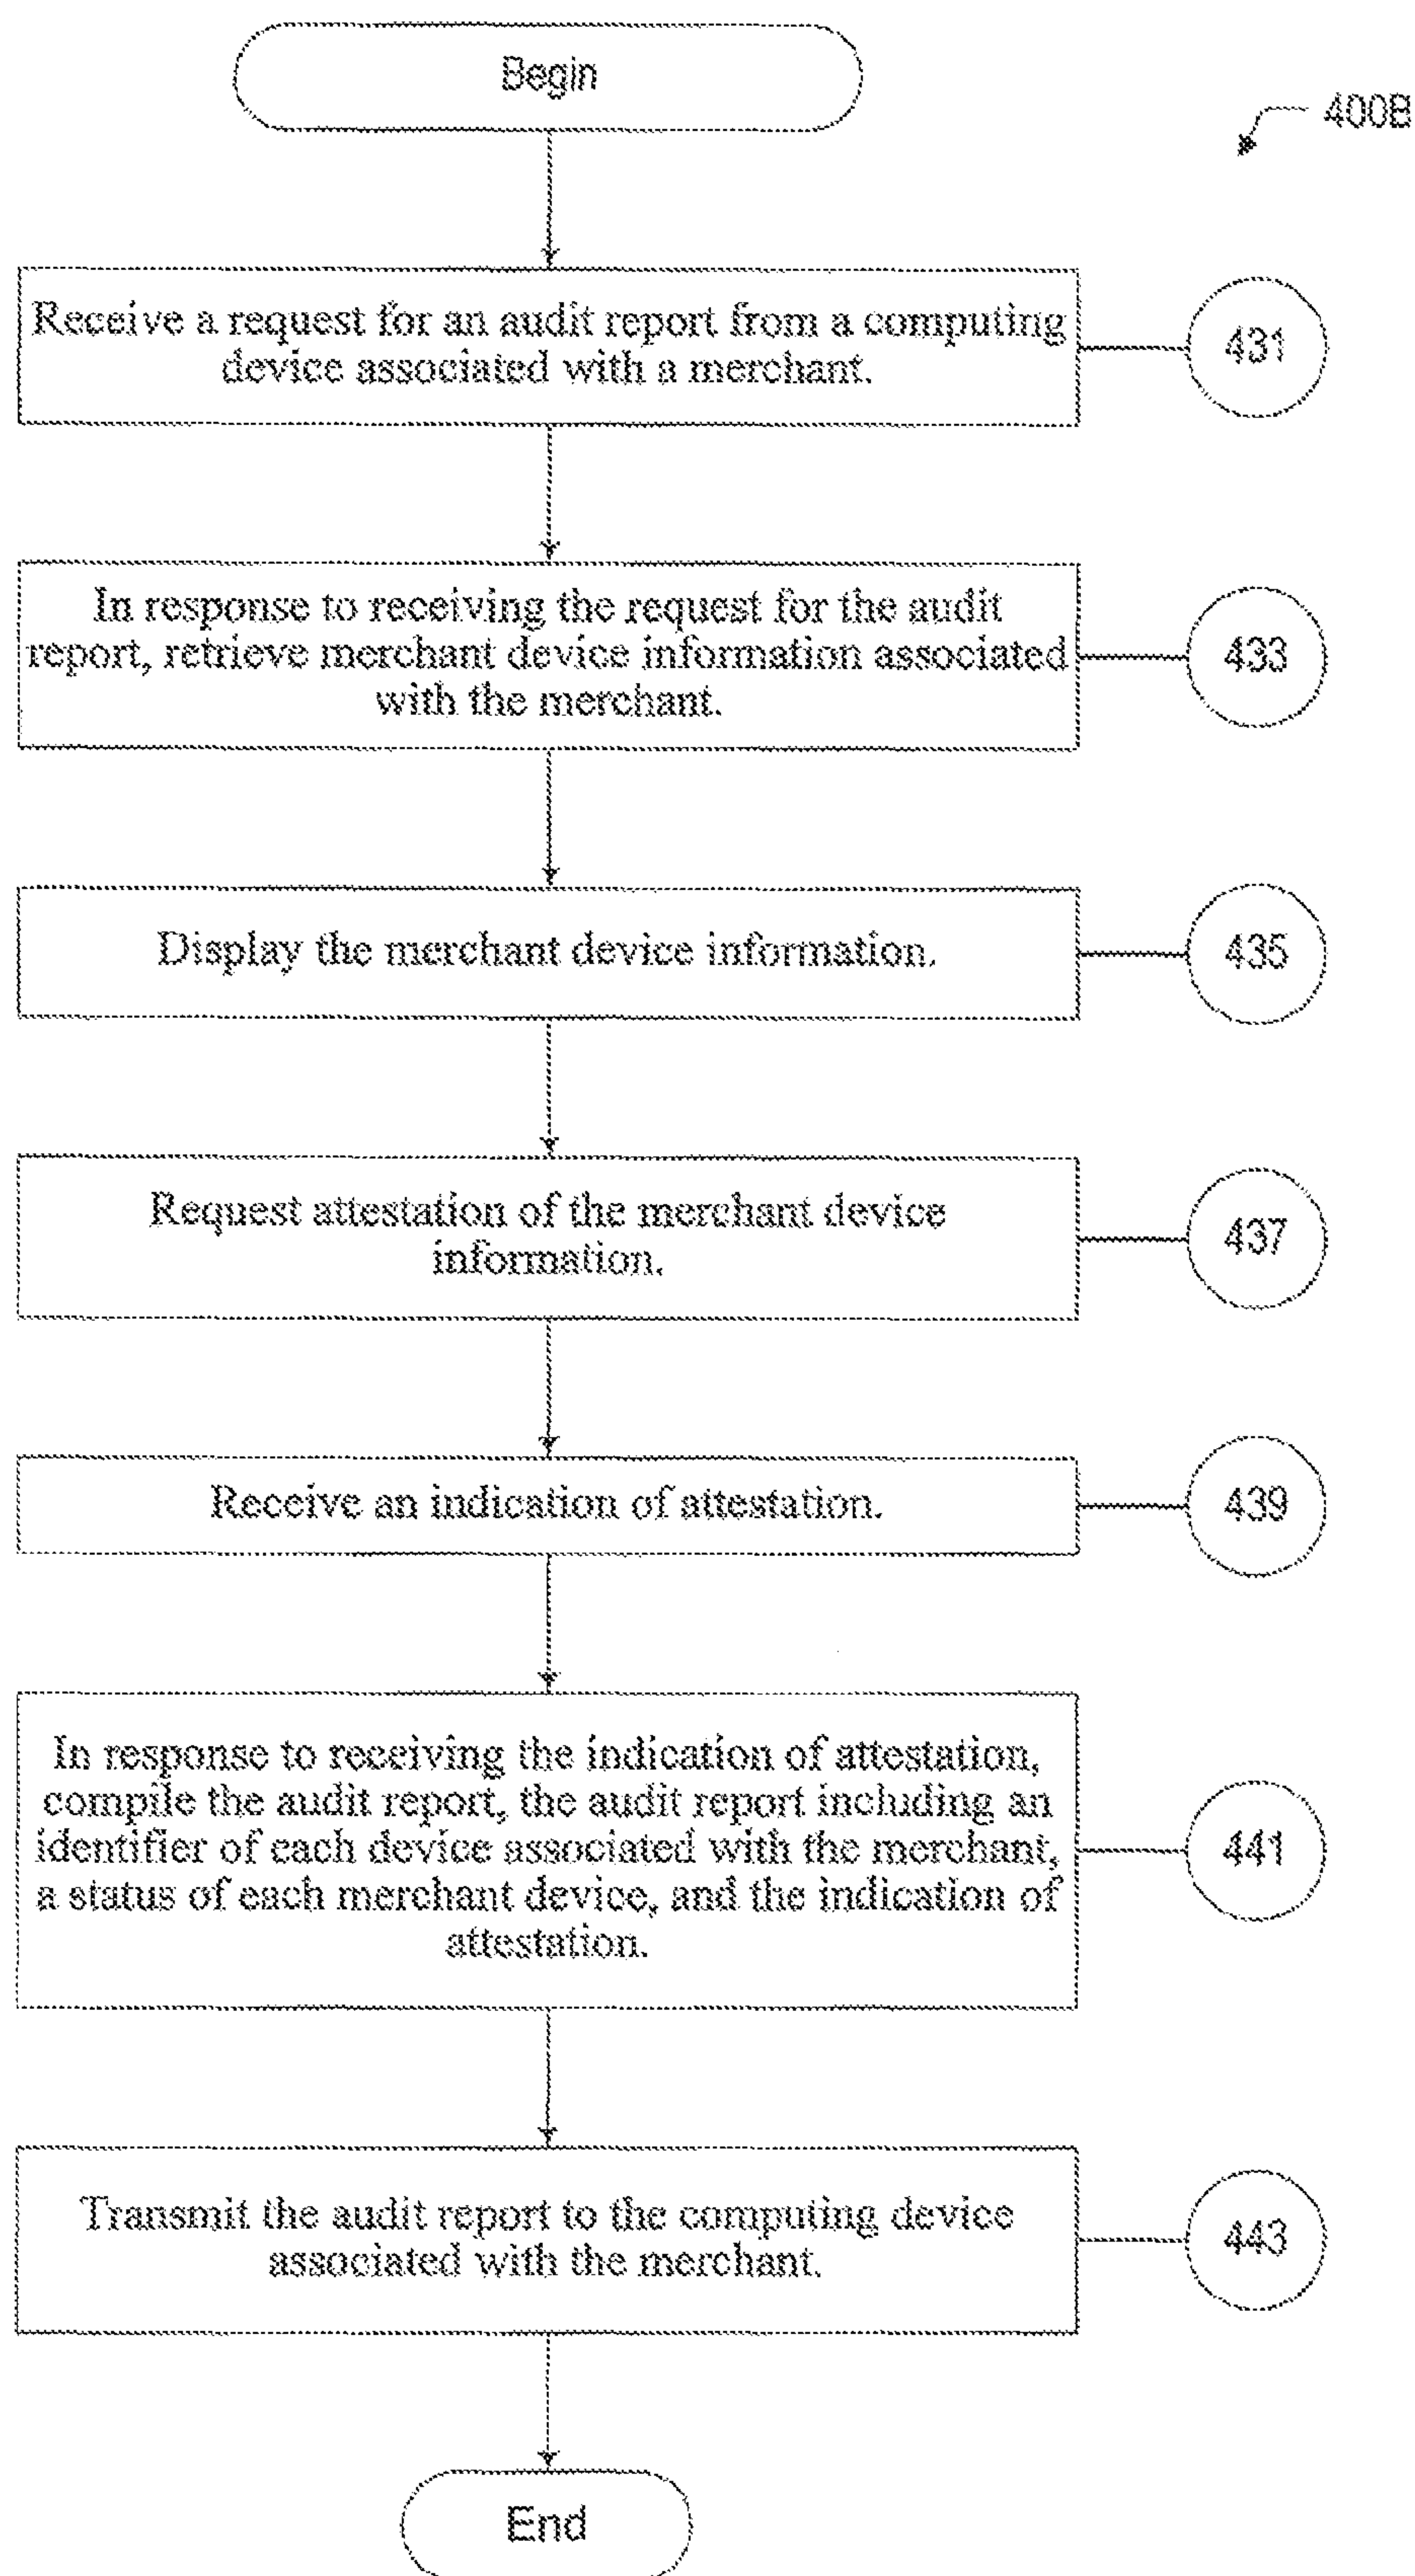 Begin
400B
Receive a request for an audit report from a computing
device associated with a merchant.
431
In response to receiving the request for the audit
report, retrieve merchant device information associated
with the merchant.
433
Display the merchant device information.
435
Request attestation of the merchant device
information.
437
Receive an indication of attestation.
439
In response to receiving the indication of attestation,
compile the audit report, the audit report including an
identifier of each device associated with the merchant,
a status of each merchant device, and the indication of
attestation.
441
Transmit the audit report to the computing device
associated with the merchant.
443
End